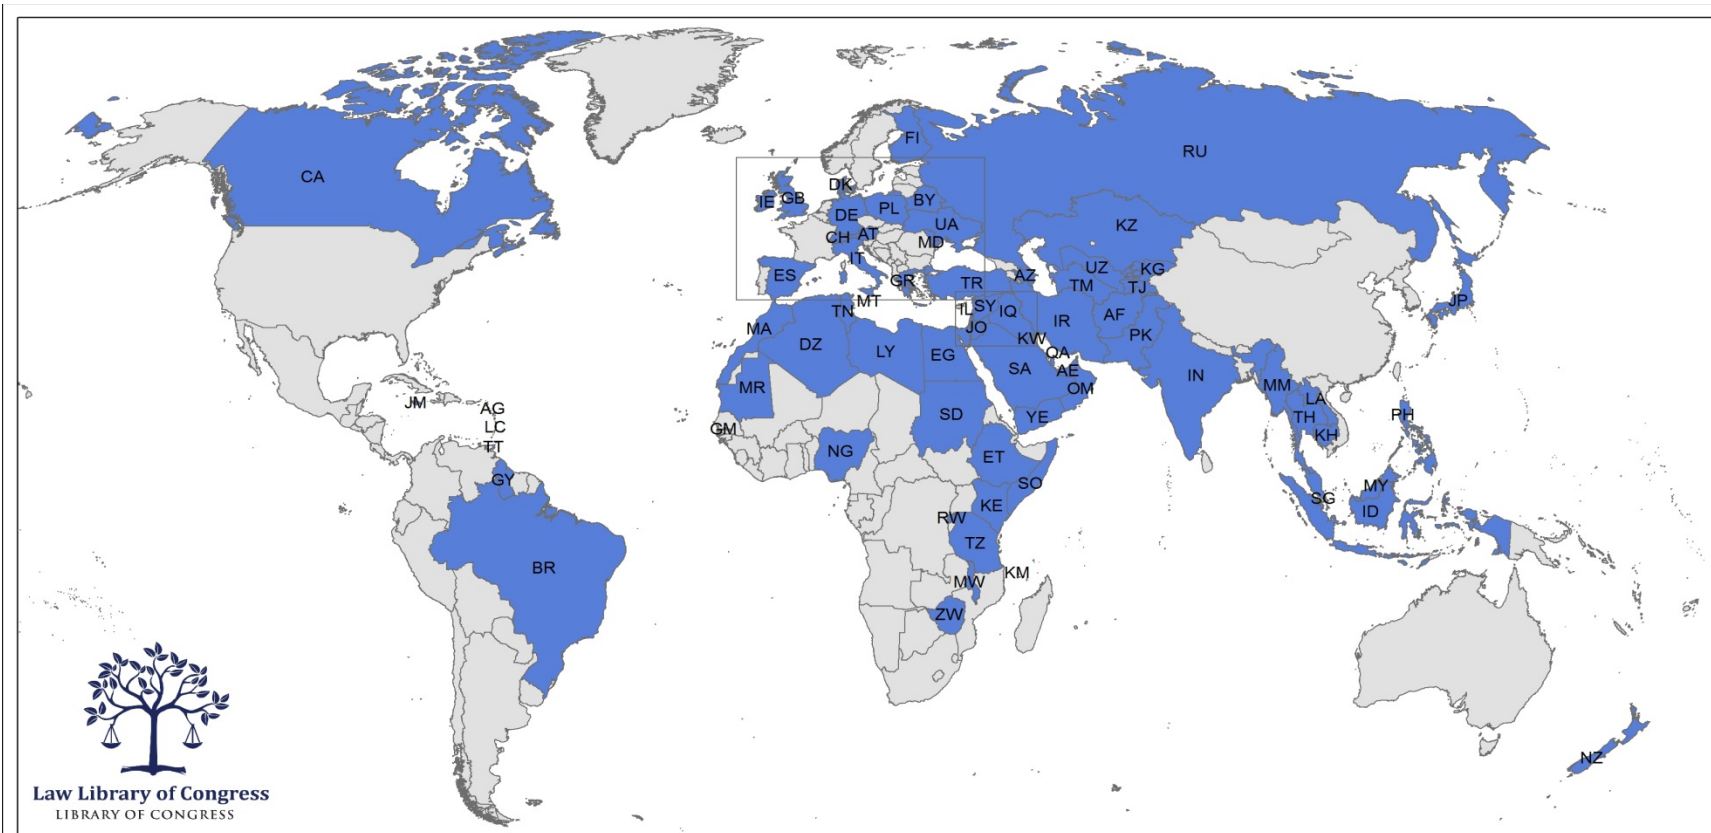 CA
RU
FI
DK
IE
GB
DE
PL
BY
UA
CH
AT
MD
IT
ES
GR
MT
TR
AZ
KZ
UZ
KG
TM
TJ
JP
MA
TN
IL
SY
IQ
JO
IR
AF
PK
DZ
LY
EG
KW
QA
SA
AE
OM
IN
MR
SD
YE
MM
LA
TH
KH
PH
JM
AG
LC
TT
GY
GM
NG
ET
SO
KE
RW
TZ
SG
MY
ID
BR
MW
KM
ZW
NZ
Law Library of Congress
LIBRARY OF CONGRESS